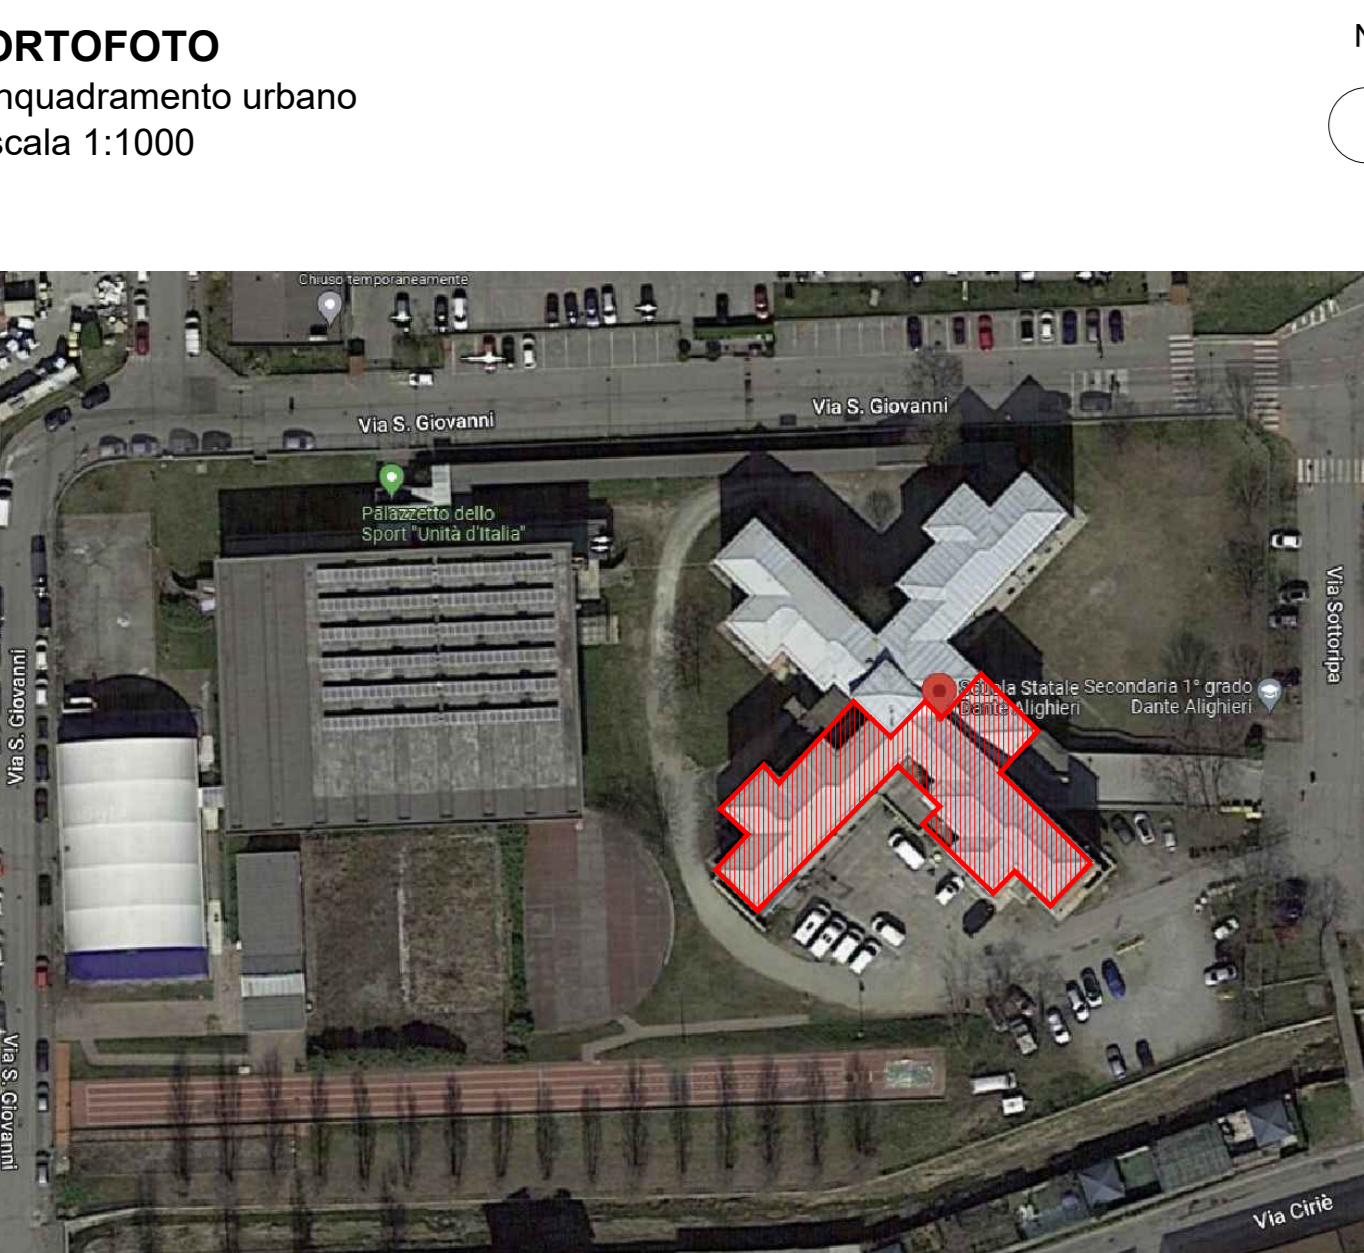 ORTOFOTO
nquadramento urbano
scala 1:1000
N
Chiuso temporaneamente
Via S. Giovanni
Via S. Giovanni
Palazzetto dello
Sport "Unità d'Italia"
Via Sottoripa
Via S. Giovanni
Scuola Statale
Dante Alighieri
Secondaria 1° grado
Dante Alighieri
Via S. Giovanni
Via Ciriè